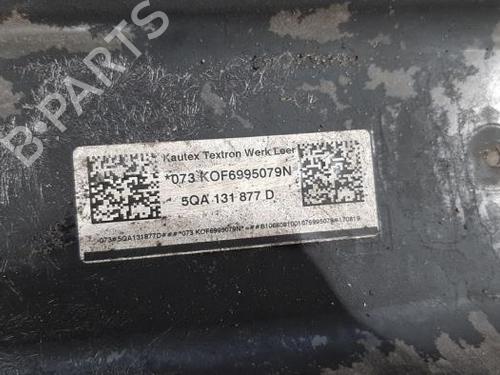 B-PARTS
Kautex Textron Werk Leer
*073 KOF6995079N
5QA 131 877 D